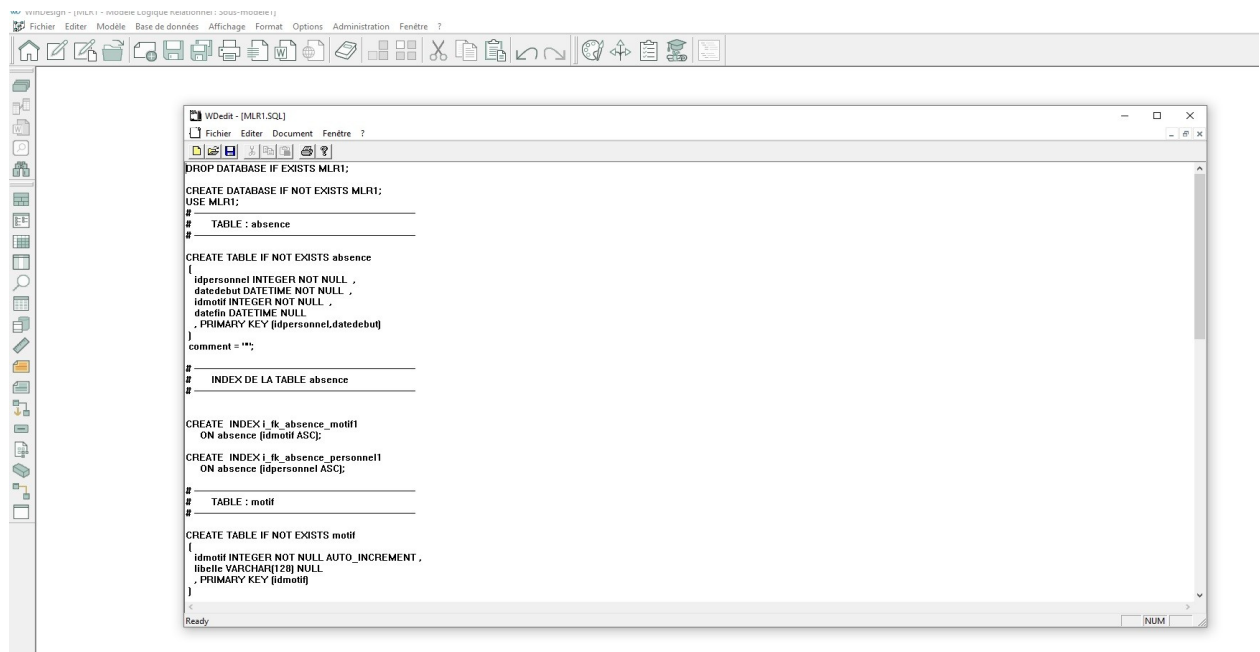 WinDesign - [MLR1 - Modèle Logique Relationnel : Sous-modèle1]
Fichier Editer Modèle Base de données Affichage Format Options Administration Fenêtre ?
WDedit - [MLR1.SQL]
Fichier Editer Document Fenêtre ?
DROP DATABASE IF EXISTS MLR1;
CREATE DATABASE IF NOT EXISTS MLR1;
USE MLR1;
# -----------------------------------------------------------------------------
# TABLE : absence
# -----------------------------------------------------------------------------
CREATE TABLE IF NOT EXISTS absence
(
idpersonnel INTEGER NOT NULL ,
datedebut DATETIME NOT NULL ,
idmotif INTEGER NOT NULL ,
datefin DATETIME NULL
, PRIMARY KEY (idpersonnel,datedebut)
)
comment = "";
# -----------------------------------------------------------------------------
# INDEX DE LA TABLE absence
# -----------------------------------------------------------------------------
CREATE INDEX i_fk_absence_motif1
ON absence (idmotif ASC);
CREATE INDEX i_fk_absence_personnel1
ON absence (idpersonnel ASC);
# -----------------------------------------------------------------------------
# TABLE : motif
# -----------------------------------------------------------------------------
CREATE TABLE IF NOT EXISTS motif
(
idmotif INTEGER NOT NULL AUTO_INCREMENT ,
libelle VARCHAR(128) NULL
, PRIMARY KEY (idmotif)
)
Ready
NUM